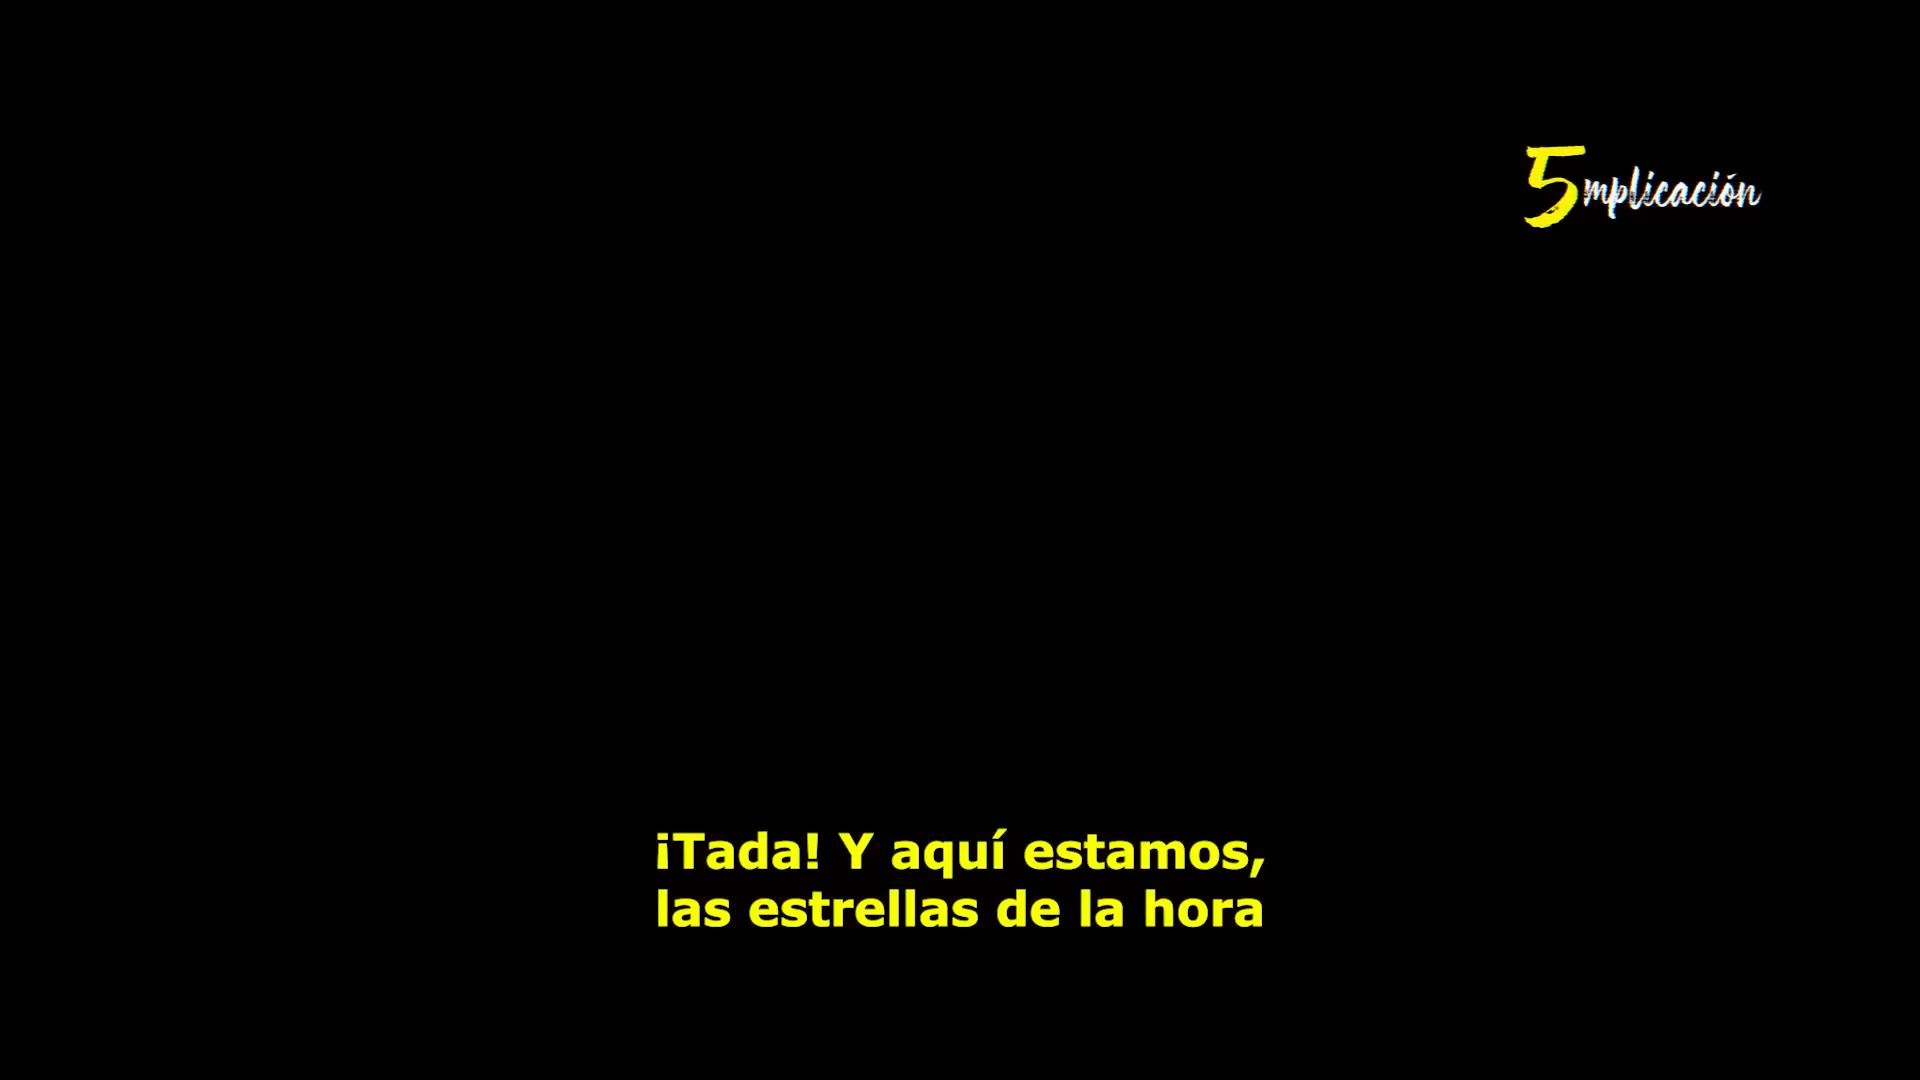 5mplicación
¡Tada! Y aquí estamos,
las estrellas de la hora